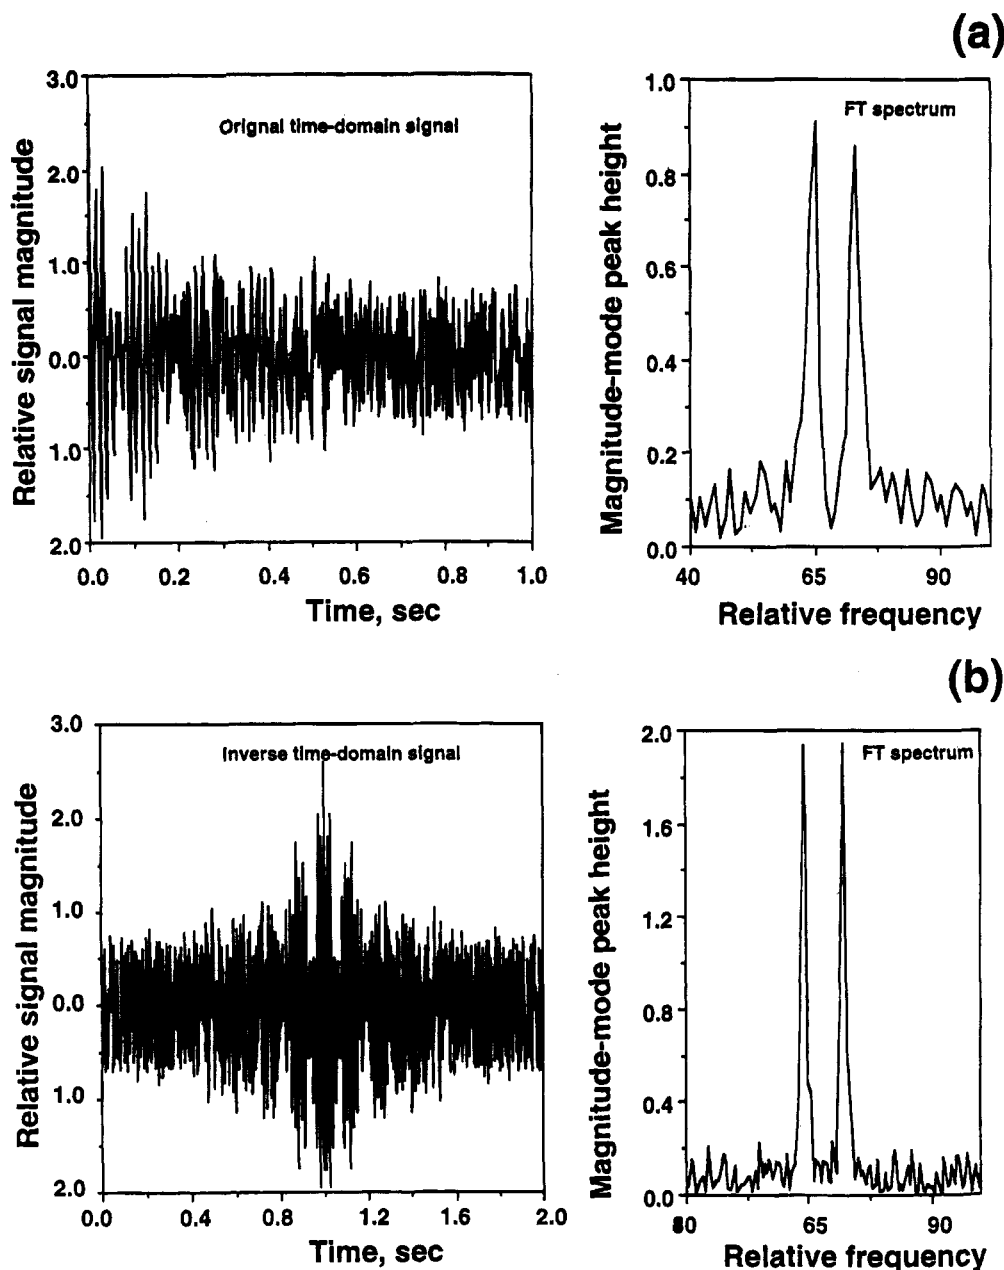 (a)
Orignal time-domain signal
Relative signal magnitude
3.0
2.0
1.0
0.0
1.0
2.0
0.0 0.2 0.4 0.6 0.8 1.0
Time, sec
FT spectrum
Magnitude-mode peak height
1.0
0.8
0.6
0.4
0.2
0.0
40 65 90
Relative frequency
(b)
Inverse time-domain signal
Relative signal magnitude
3.0
2.0
1.0
0.0
1.0
2.0
0.0 0.4 0.8 1.2 1.6 2.0
Time, sec
FT spectrum
Magnitude-mode peak height
2.0
1.6
1.2
0.8
0.4
0.0
65 90
Relative frequency